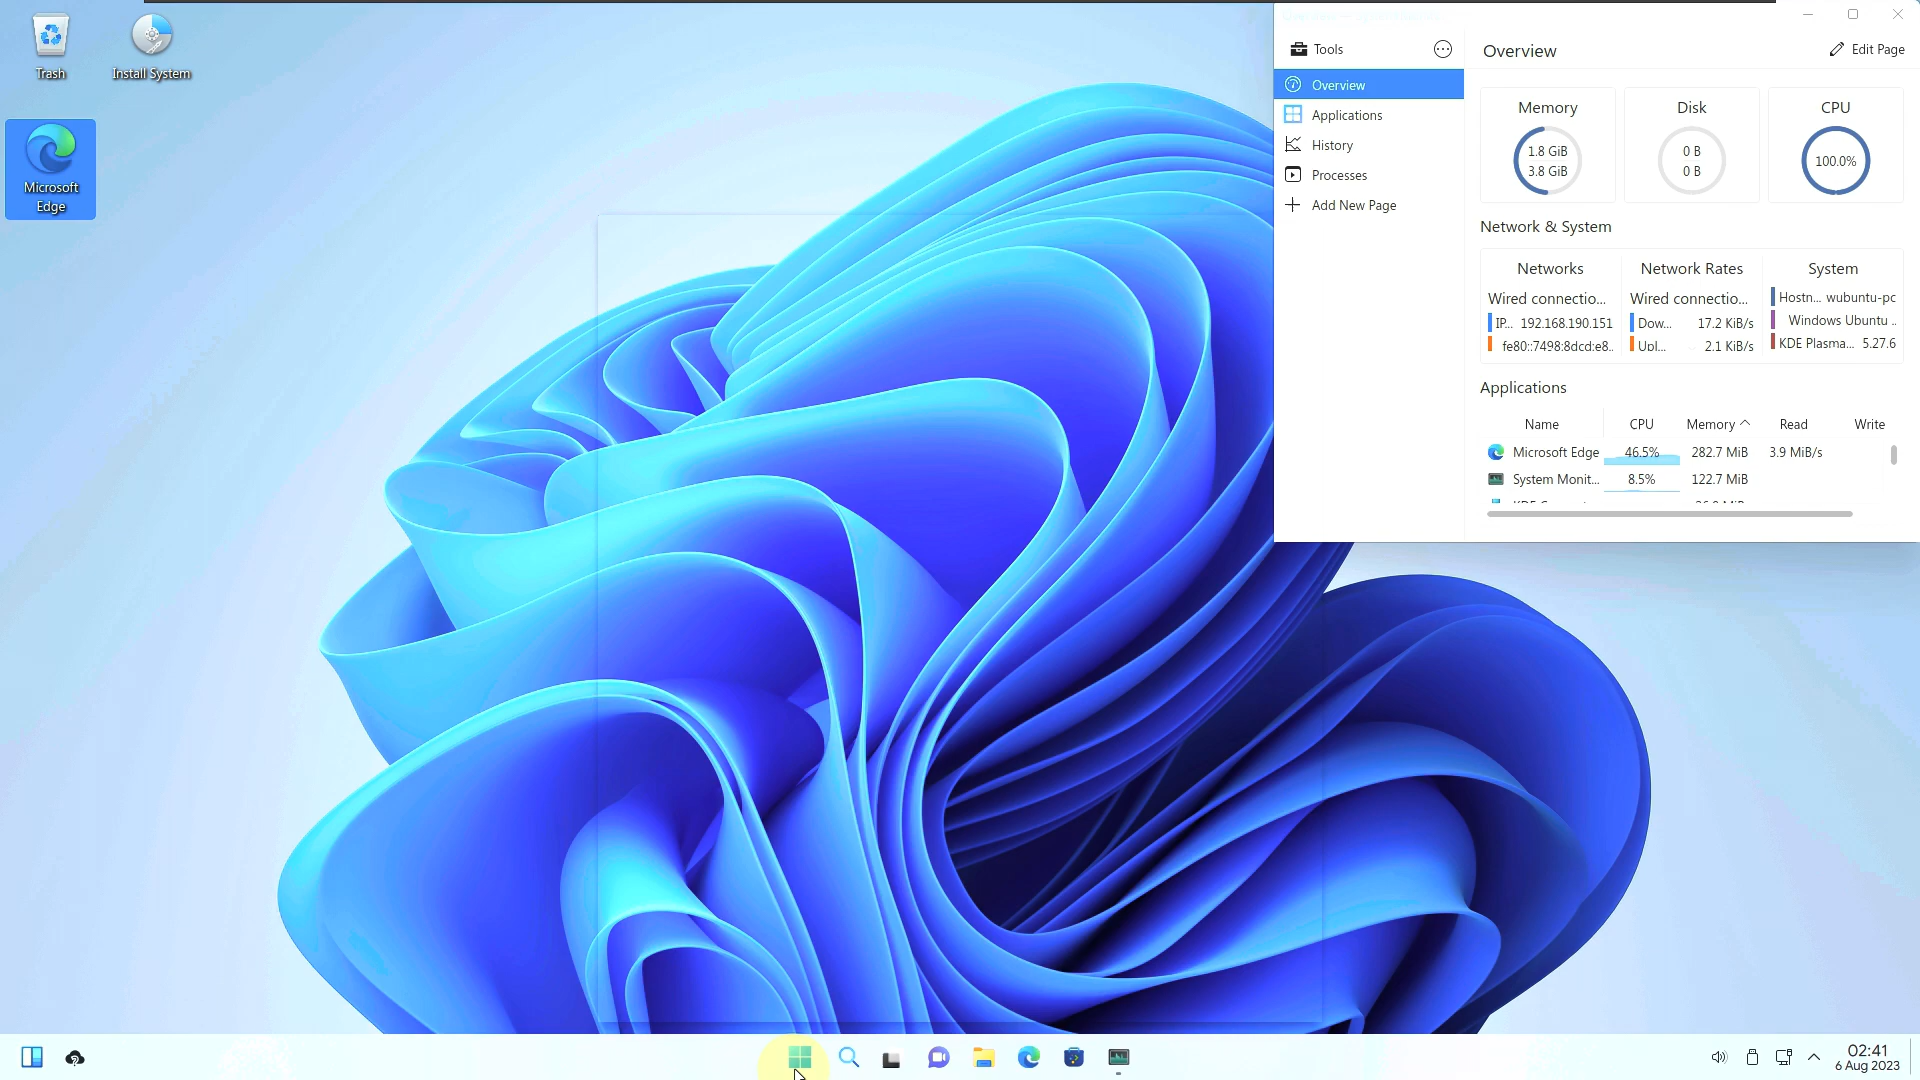 Trash
Install System
Microsoft
Edge
Tools
Overview
Applications
History
Processes
Add New Page
Overview
Edit Page
Memory
1.8 GiB
3.8 GiB
Disk
0 B
0 B
CPU
100.0%
Network & System
Networks
Wired connectio...
IP... 192.168.190.151
fe80::7498:8dcd:e8..
Network Rates
Wired connectio...
Dow... 17.2 KiB/s
Upl... 2.1 KiB/s
System
Hostn... wubuntu-pc
Windows Ubuntu ..
KDE Plasma... 5.27.6
Applications
Name CPU Memory Read Write
Microsoft Edge 46.5% 282.7 MiB 3.9 MiB/s
System Monit... 8.5% 122.7 MiB
02:41
6 Aug 2023